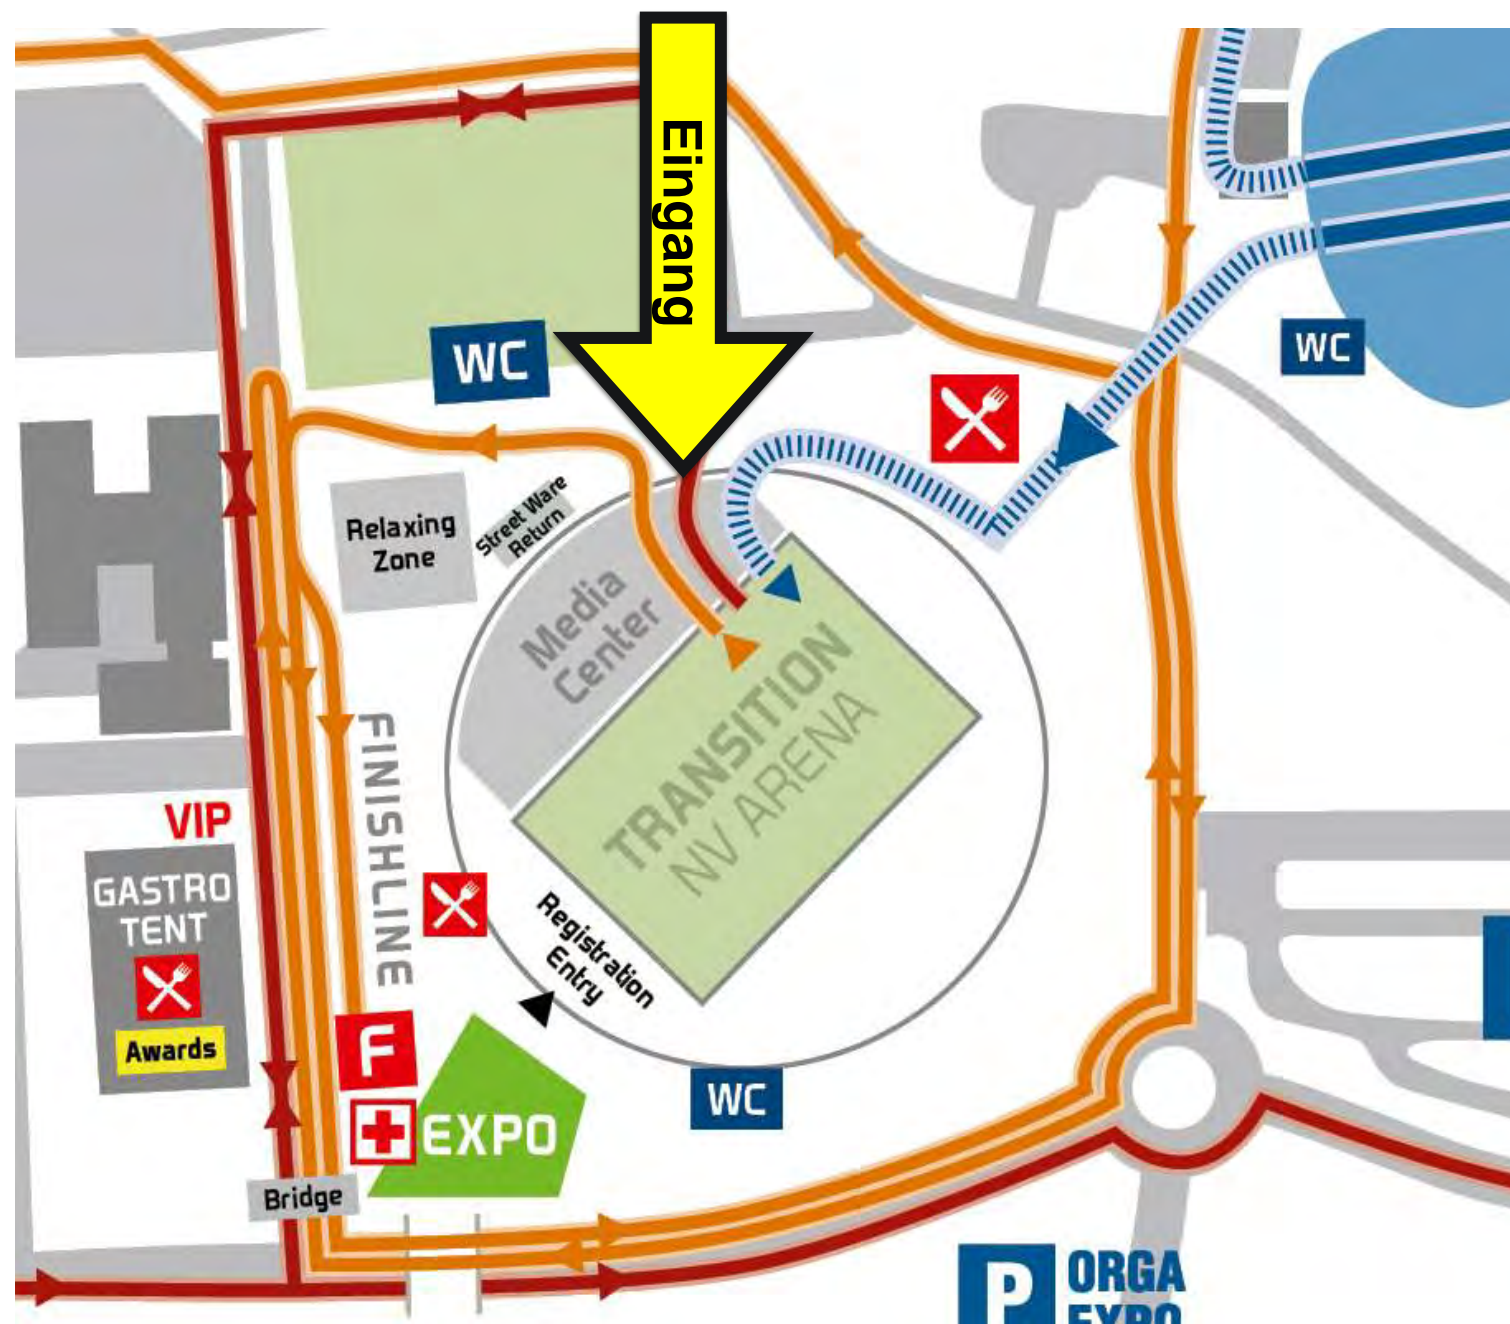 Eingang
WC
WC
Relaxing
Zone
Street Ware
Return
Media
Center
TRANSITION
NV ARENA
FINISHLINE
VIP
GASTRO
TENT
Awards
Registration
Entry
F
EXPO
WC
Bridge
P
ORGA
EXPO